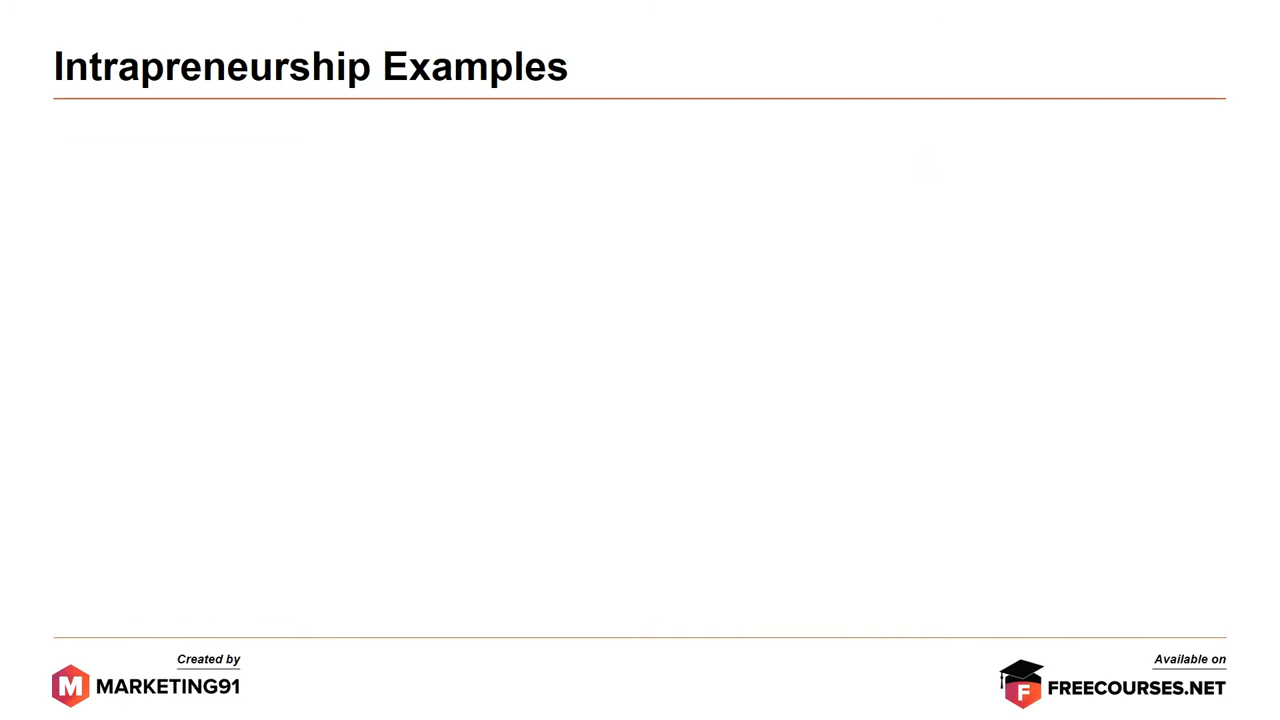 Intrapreneurship Examples
Created by
M MARKETING91
Available on
F FREECOURSES.NET